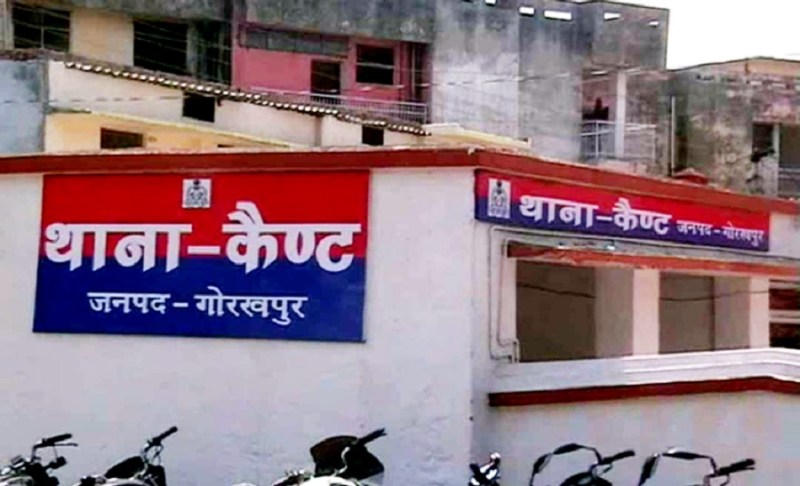 थाना-कैण्ट
जनपद - गोरखपुर
थाना-कैण्ट जनपद-गोरखपुर